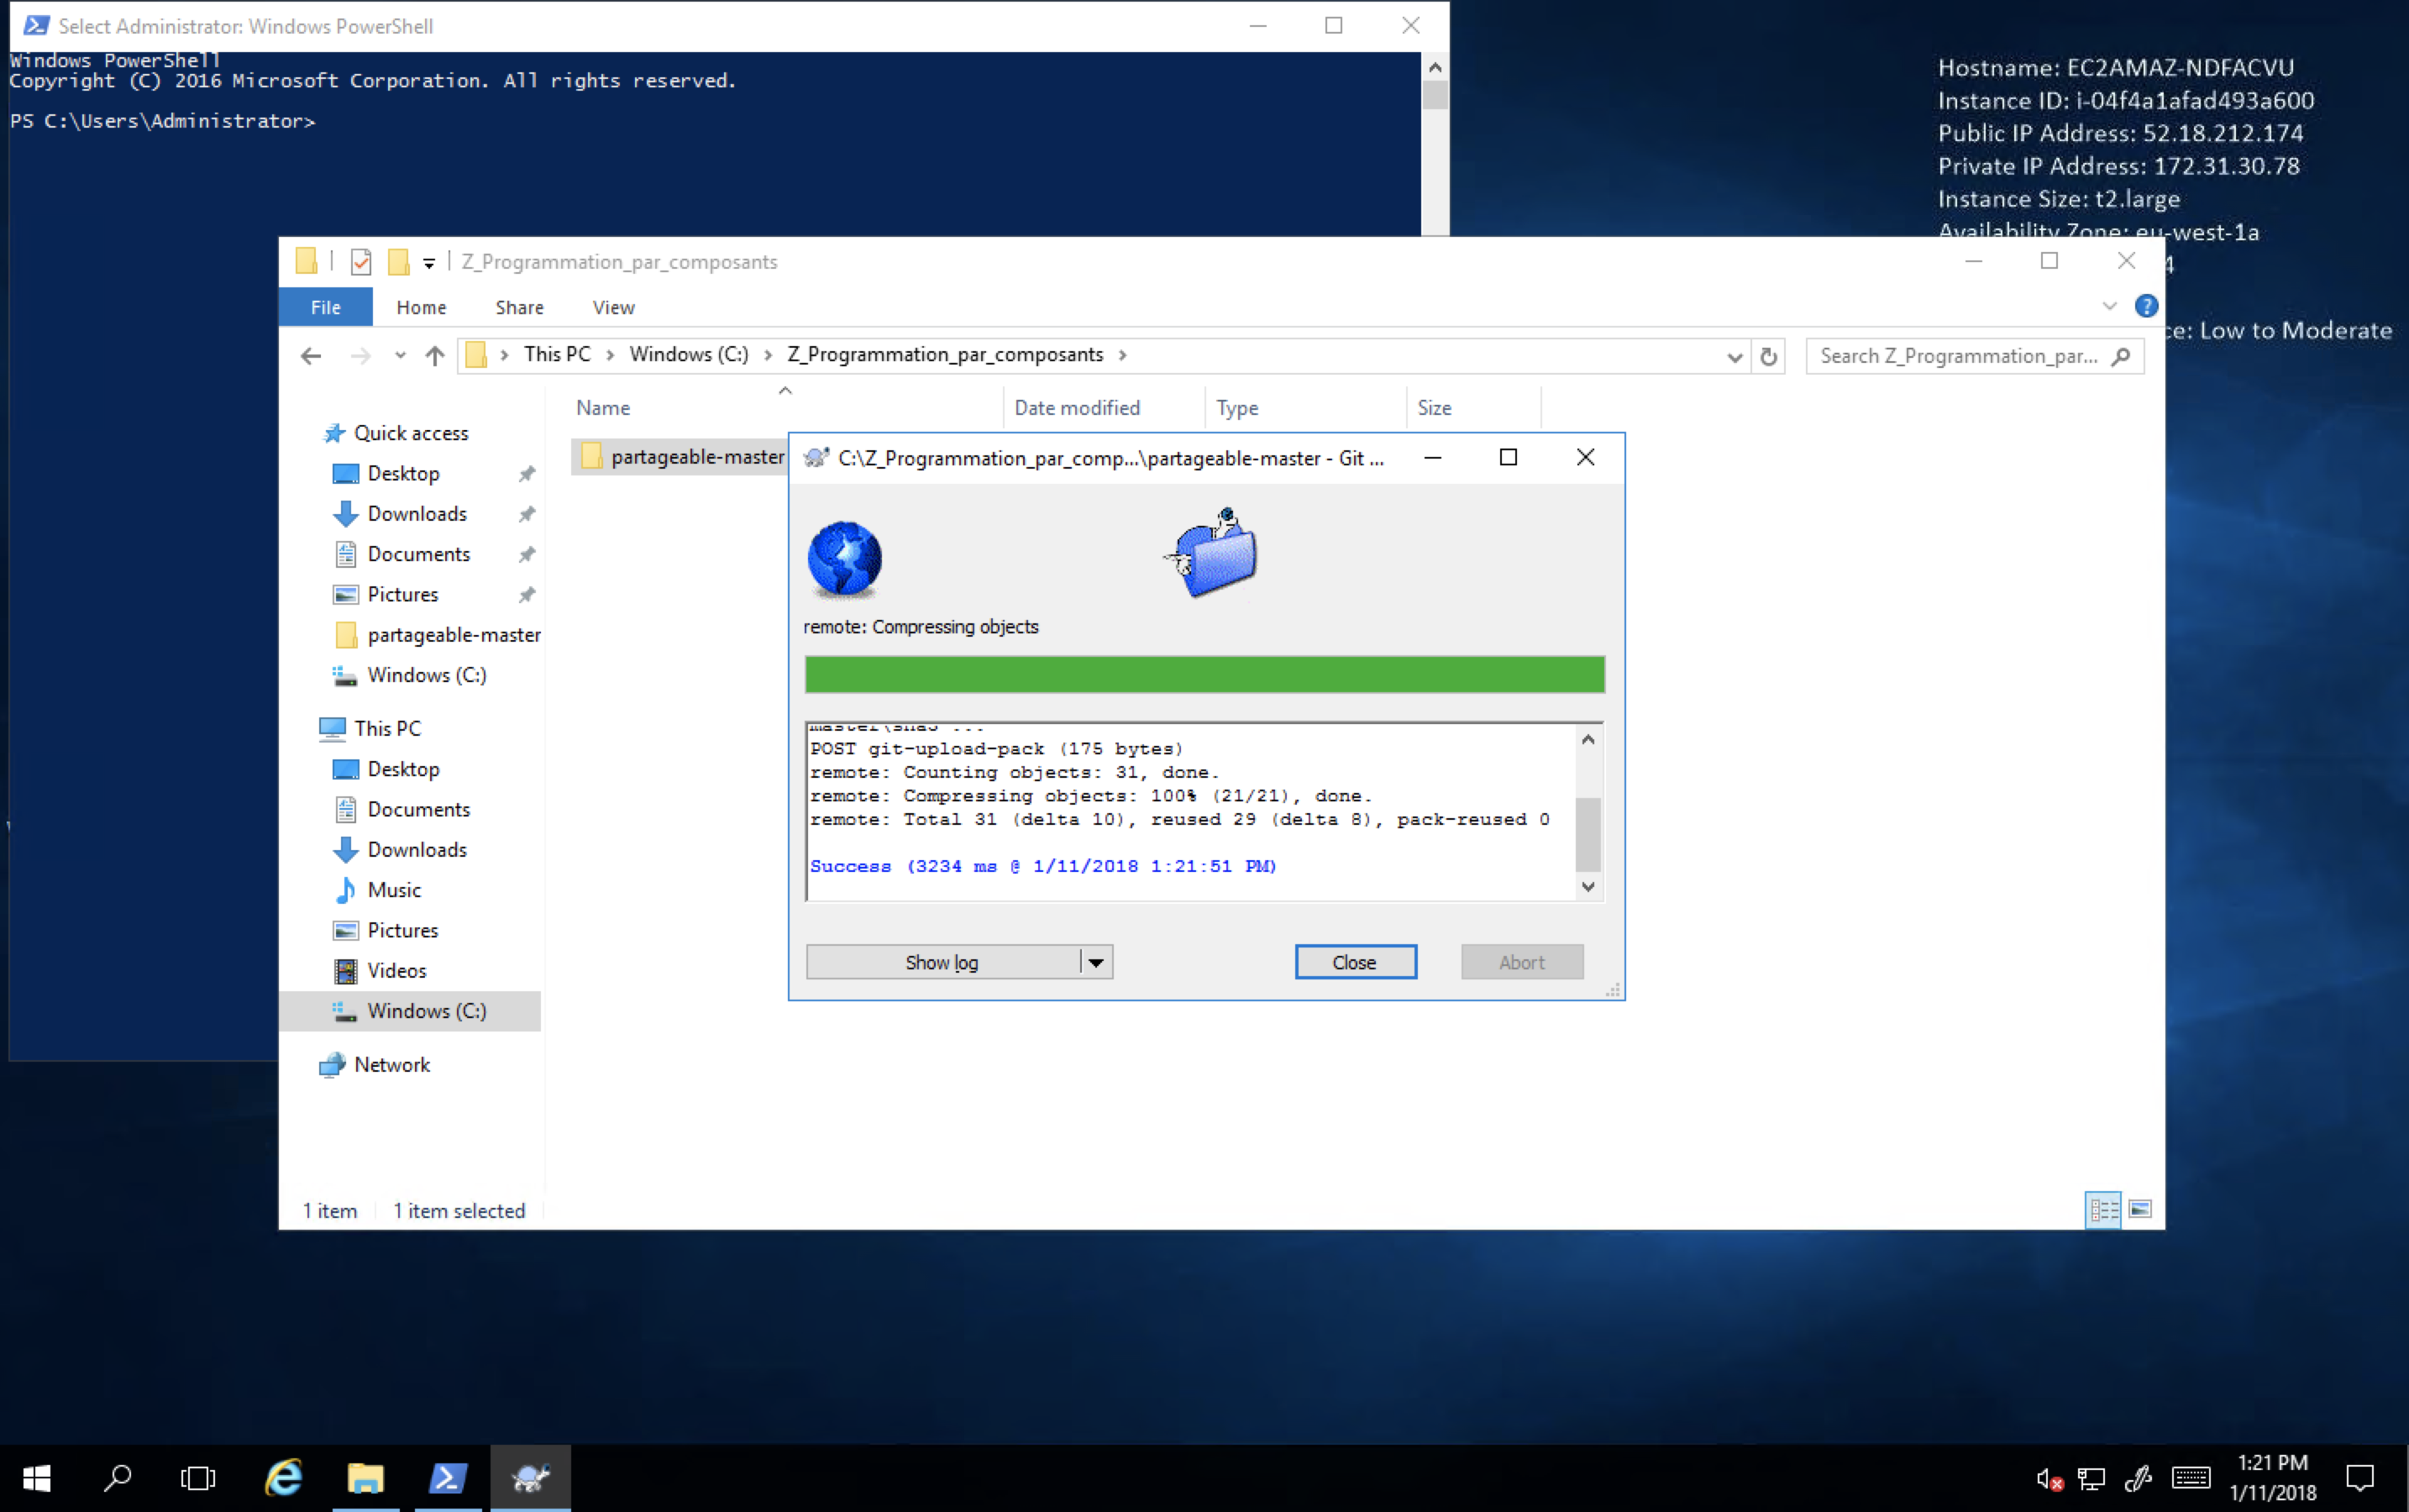 Select Administrator: Windows PowerShell
Windows PowerShell
Copyright (C) 2016 Microsoft Corporation. All rights reserved.
PS C:\Users\Administrator>
Hostname: EC2AMAZ-NDFACVU
Instance ID: i-04f4a1afad493a600
Public IP Address: 52.18.212.174
Private IP Address: 172.31.30.78
Instance Size: t2.large
Availability Zone: eu-west-1a
4
ce: Low to Moderate
Z_Programmation_par_composants
File Home Share View
This PC Windows (C:) Z_Programmation_par_composants
Search Z_Programmation_par...
Name Date modified Type Size
Quick access
Desktop
Downloads
Documents
Pictures
partageable-master
Windows (C:)
This PC
Desktop
Documents
Downloads
Music
Pictures
Videos
Windows (C:)
Network
partageable-master
1 item 1 item selected
C:\Z_Programmation_par_comp...\partageable-master - Git ...
remote: Compressing objects
master\sha3 ...
POST git-upload-pack (175 bytes)
remote: Counting objects: 31, done.
remote: Compressing objects: 100% (21/21), done.
remote: Total 31 (delta 10), reused 29 (delta 8), pack-reused 0
Success (3234 ms @ 1/11/2018 1:21:51 PM)
Show log Close Abort
1:21 PM
1/11/2018